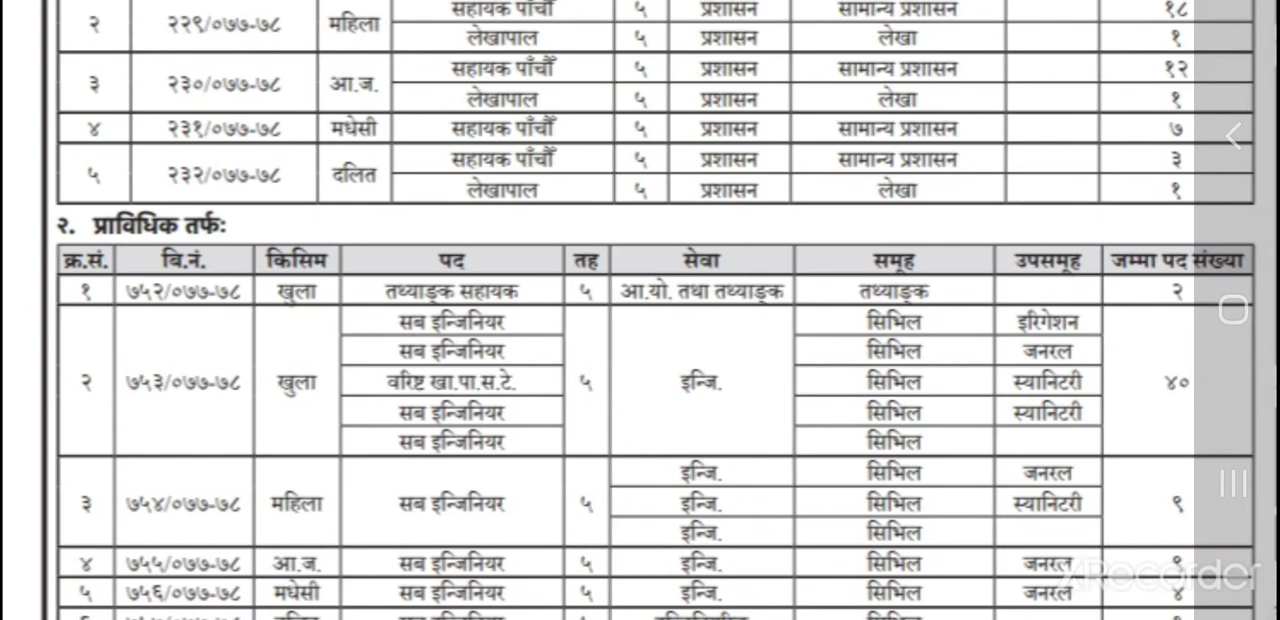 सहायक पाँचौँ ५ प्रशासन सामान्य प्रशासन १८
२ २२९/०७७-७८ महिला
लेखापाल ५ प्रशासन लेखा १
सहायक पाँचौँ ५ प्रशासन सामान्य प्रशासन १२
३ २३०/०७७-७८ आ.ज.
लेखापाल ५ प्रशासन लेखा १
४ २३१/०७७-७८ मधेसी सहायक पाँचौँ ५ प्रशासन सामान्य प्रशासन ७
सहायक पाँचौँ ५ प्रशासन सामान्य प्रशासन ३
५ २३२/०७७-७८ दलित
लेखापाल ५ प्रशासन लेखा १
२. प्राविधिक तर्फः
क्र.सं. बि.नं. किसिम पद तह सेवा समूह उपसमूह जम्मा पद संख्या
१ ७५२/०७७-७८ खुला तथ्याङ्क सहायक ५ आ.यो. तथा तथ्याङ्क तथ्याङ्क २
सब इन्जिनियर सिभिल इरिगेशन
सब इन्जिनियर सिभिल जनरल
२ ७५३/०७७-७८ खुला वरिष्ट खा.पा.स.टे. ५ इन्जि. सिभिल स्यानिटरी ४०
सब इन्जिनियर सिभिल स्यानिटरी
सब इन्जिनियर सिभिल
इन्जि. सिभिल जनरल
३ ७५४/०७७-७८ महिला सब इन्जिनियर ५ इन्जि. सिभिल स्यानिटरी ९
इन्जि. सिभिल
४ ७५५/०७७-७८ आ.ज. सब इन्जिनियर ५ इन्जि. सिभिल जनरल
XRecorder
५ ७५६/०७७-७८ मधेसी सब इन्जिनियर ५ इन्जि. सिभिल जनरल ४